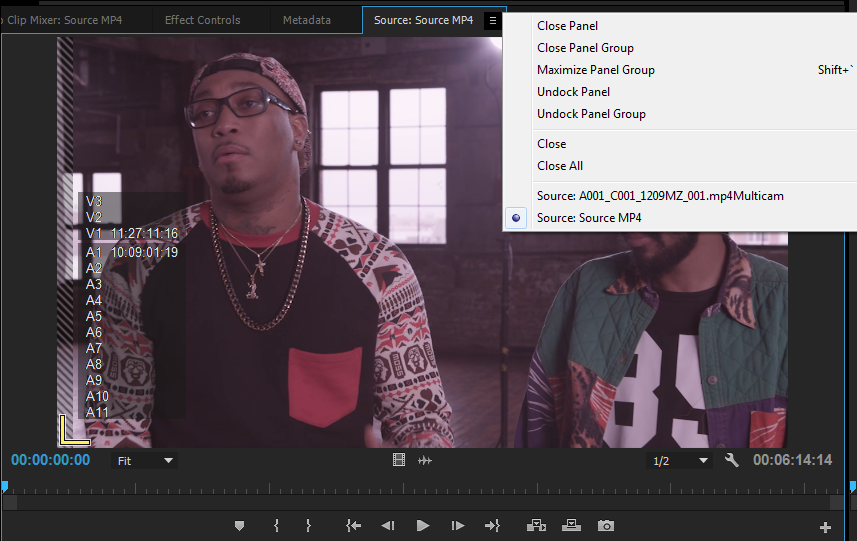 o Clip Mixer: Source MP4
Effect Controls
Metadata
Source: Source MP4
Close Panel
Close Panel Group
Maximize Panel Group Shift+`
Undock Panel
Undock Panel Group
Close
Close All
Source: A001_C001_1209MZ_001.mp4Multicam
Source: Source MP4
V3
V2
V1 11:27:11:16
A1 10:09:01:19
A2
A3
A4
A5
A6
A7
A8
A9
A10
A11
MOSS
85
00:00:00:00
Fit
1/2
00:06:14:14